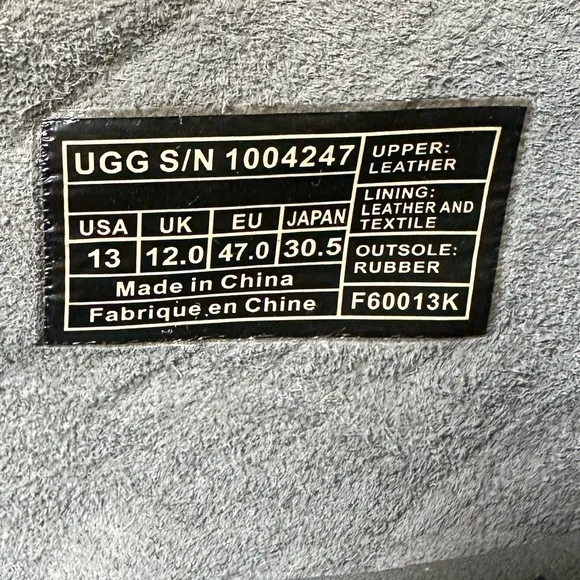 UGG S/N 1004247
USA UK EU JAPAN
13 12.0 47.0 30.5
Made in China
Fabrique en Chine
UPPER:
LEATHER
LINING:
LEATHER AND
TEXTILE
OUTSOLE:
RUBBER
F60013K